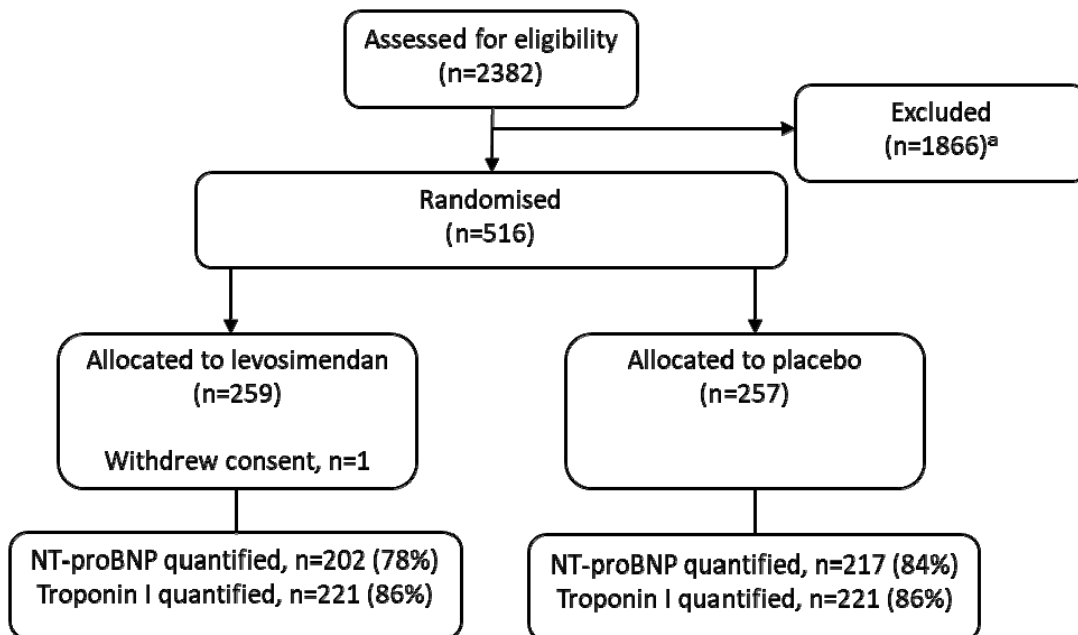 Assessed for eligibility
(n=2382)
Excluded
(n=1866)ª
Randomised
(n=516)
Allocated to levosimendan
(n=259)
Withdrew consent, n=1
Allocated to placebo
(n=257)
NT-proBNP quantified, n=202 (78%)
Troponin I quantified, n=221 (86%)
NT-proBNP quantified, n=217 (84%)
Troponin I quantified, n=221 (86%)